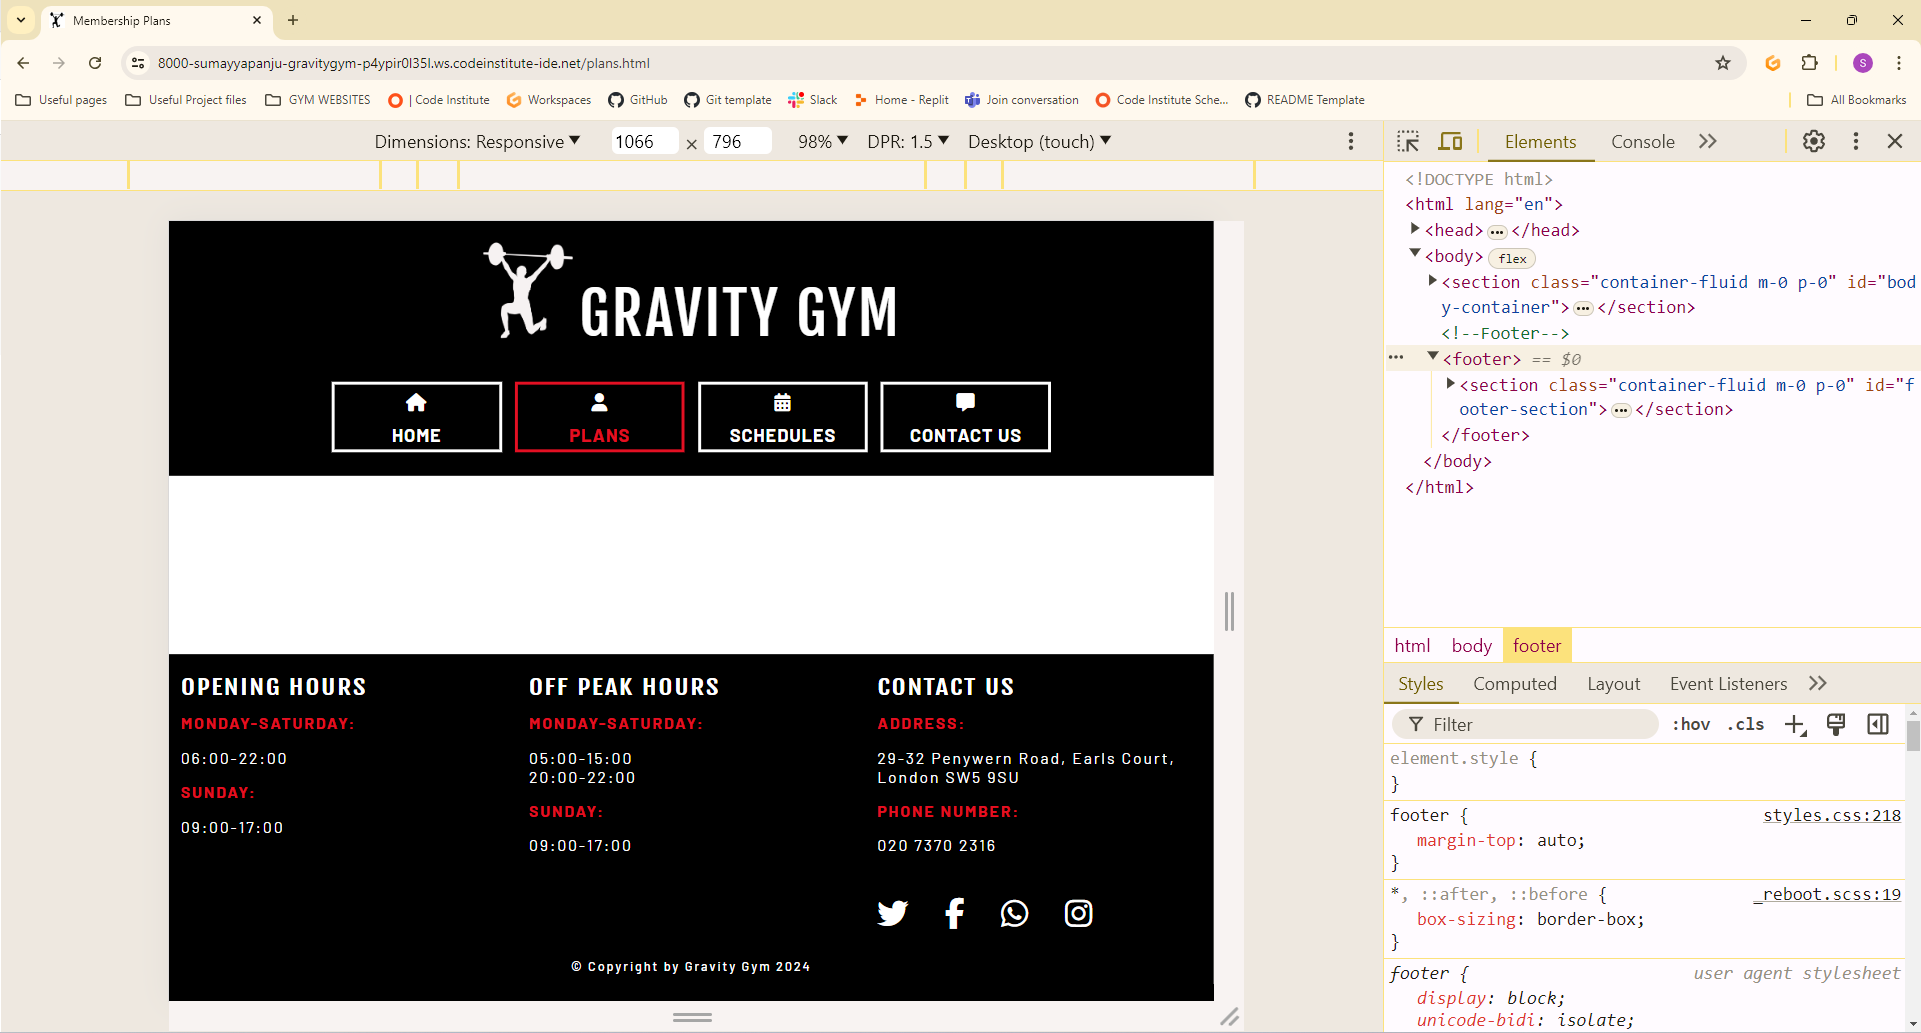 Membership Plans
8000-sumayyapanju-gravitygym-p4ypir0l35l.ws.codeinstitute-ide.net/plans.html
S
Useful pages Useful Project files GYM WEBSITES | Code Institute Workspaces GitHub Git template Slack Home - Replit Join conversation Code Institute Sche... README Template All Bookmarks
Dimensions: Responsive 1066 × 796 98% DPR: 1.5 Desktop (touch)
GRAVITY GYM
HOME PLANS SCHEDULES CONTACT US
OPENING HOURS
MONDAY-SATURDAY:
06:00-22:00
SUNDAY:
09:00-17:00
OFF PEAK HOURS
MONDAY-SATURDAY:
05:00-15:00
20:00-22:00
SUNDAY:
09:00-17:00
CONTACT US
ADDRESS:
29-32 Penywern Road, Earls Court,
London SW5 9SU
PHONE NUMBER:
020 7370 2316
© Copyright by Gravity Gym 2024
Elements Console
<!DOCTYPE html>
<html lang="en">
<head> ... </head>
<body> flex
<section class="container-fluid m-0 p-0" id="bod
y-container"> ... </section>
<!--Footer-->
... <footer> == $0
<section class="container-fluid m-0 p-0" id="f
ooter-section"> ... </section>
</footer>
</body>
</html>
html body footer
Styles Computed Layout Event Listeners
Filter :hov .cls
element.style {
}
footer { styles.css:218
margin-top: auto;
}
*, ::after, ::before { _reboot.scss:19
box-sizing: border-box;
}
footer { user agent stylesheet
display: block;
unicode-bidi: isolate;